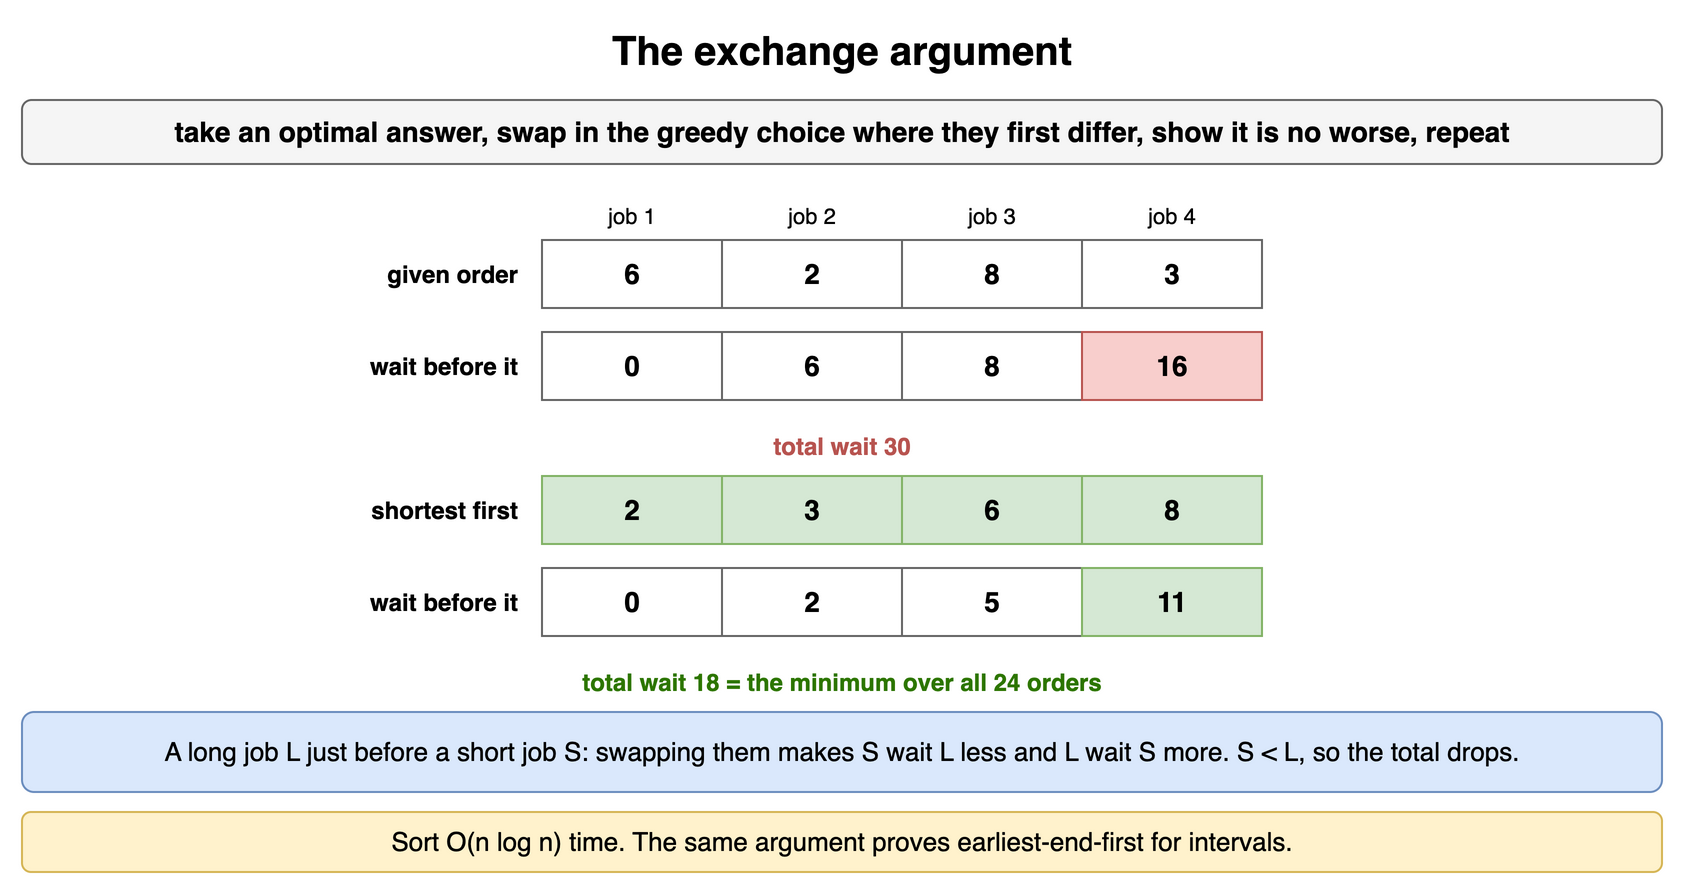 The exchange argument
take an optimal answer, swap in the greedy choice where they first differ, show it is no worse, repeat
job 1 job 2 job 3 job 4
given order 6 2 8 3
wait before it 0 6 8 16
total wait 30
shortest first 2 3 6 8
wait before it 0 2 5 11
total wait 18 = the minimum over all 24 orders
A long job L just before a short job S: swapping them makes S wait L less and L wait S more. S < L, so the total drops.
Sort O(n log n) time. The same argument proves earliest-end-first for intervals.